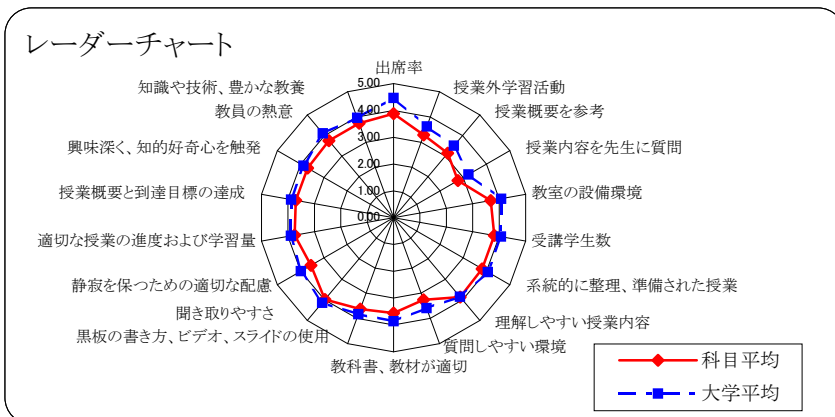 レーダーチャート
出席率
授業外学習活動
授業概要を参考
授業内容を先生に質問
教室の設備環境
受講学生数
系統的に整理、準備された授業
理解しやすい授業内容
質問しやすい環境
教科書、教材が適切
黒板の書き方、ビデオ、スライドの使用
聞き取りやすさ
静寂を保つための適切な配慮
適切な授業の進度および学習量
授業概要と到達目標の達成
興味深く、知的好奇心を触発
教員の熱意
知識や技術、豊かな教養
5.00
4.00
3.00
2.00
1.00
0.00
科目平均
大学平均